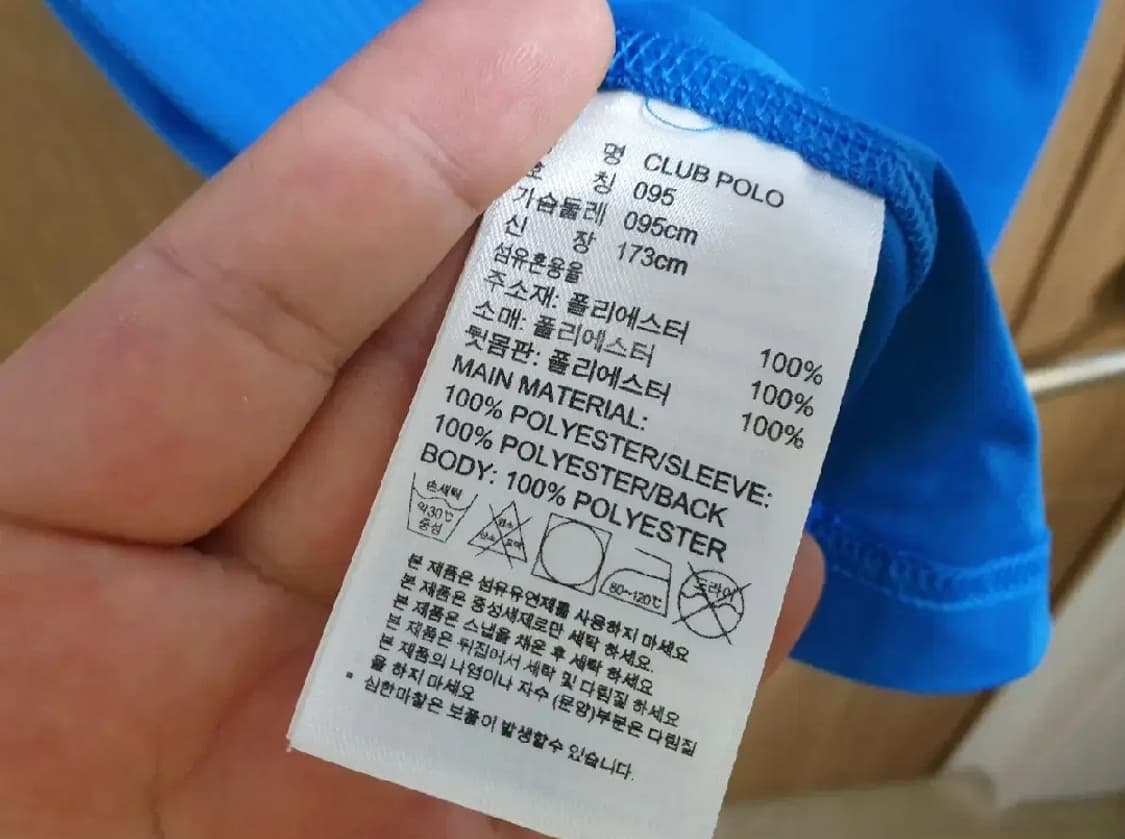 명 CLUB POLO
호 칭 095
가슴둘레 095cm
신 장 173cm
섬유혼용율
주소재: 폴리에스터 100%
소매: 폴리에스터 100%
뒷몸판: 폴리에스터 100%
MAIN MATERIAL:
100% POLYESTER/SLEEVE:
100% POLYESTER/BACK
BODY: 100% POLYESTER
손세탁
약30℃
중성
염소
80~120℃
드라이
본 제품은 섬유유연제를 사용하지 마세요
본 제품은 중성세제로만 세탁 하세요.
본 제품은 스냅을 채운 후 세탁 하세요
본 제품은 뒤집어서 세탁 및 다림질 하세요
본 제품의 나염이나 자수 (문양)부분은 다림질
을 하지 마세요
* 심한마찰은 보풀이 발생할수 있습니다.